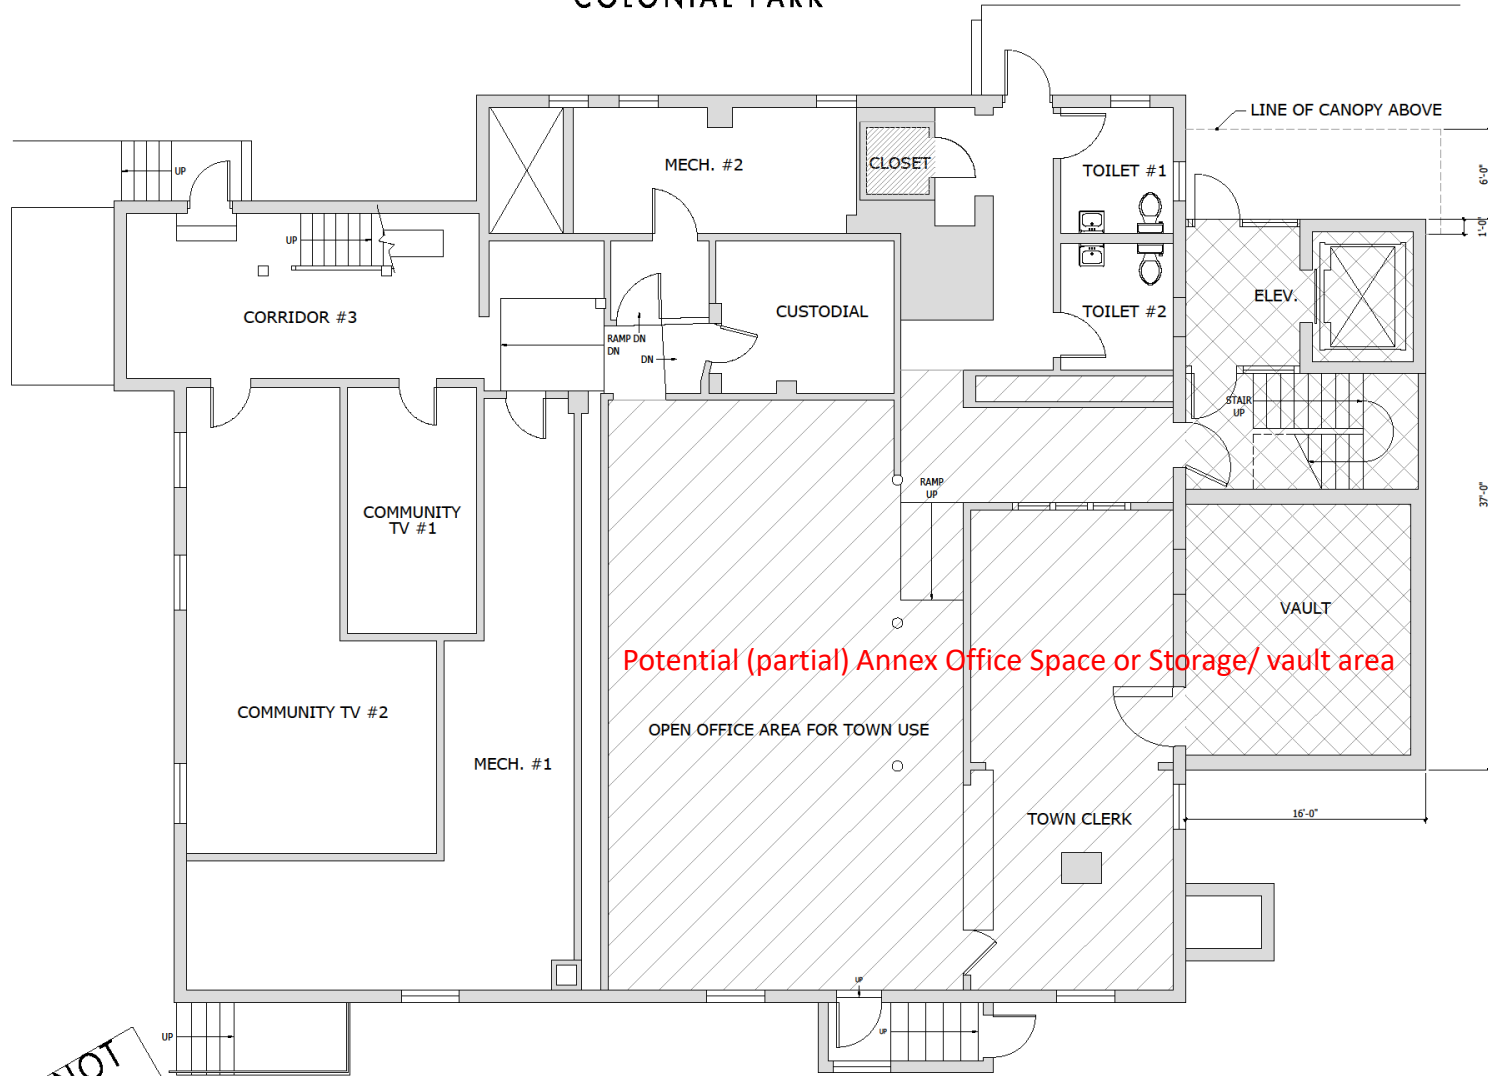 COLONIAL PARK
LINE OF CANOPY ABOVE
MECH. #2
CLOSET
TOILET #1
UP
6'-0"
1'-0"
UP
CORRIDOR #3
CUSTODIAL
TOILET #2
ELEV.
RAMP DN
DN
DN
STAIR
UP
RAMP
UP
37'-0"
COMMUNITY
TV #1
VAULT
Potential (partial) Annex Office Space or Storage/ vault area
COMMUNITY TV #2
OPEN OFFICE AREA FOR TOWN USE
MECH. #1
TOWN CLERK
16'-0"
UP
UP
UP
NOT